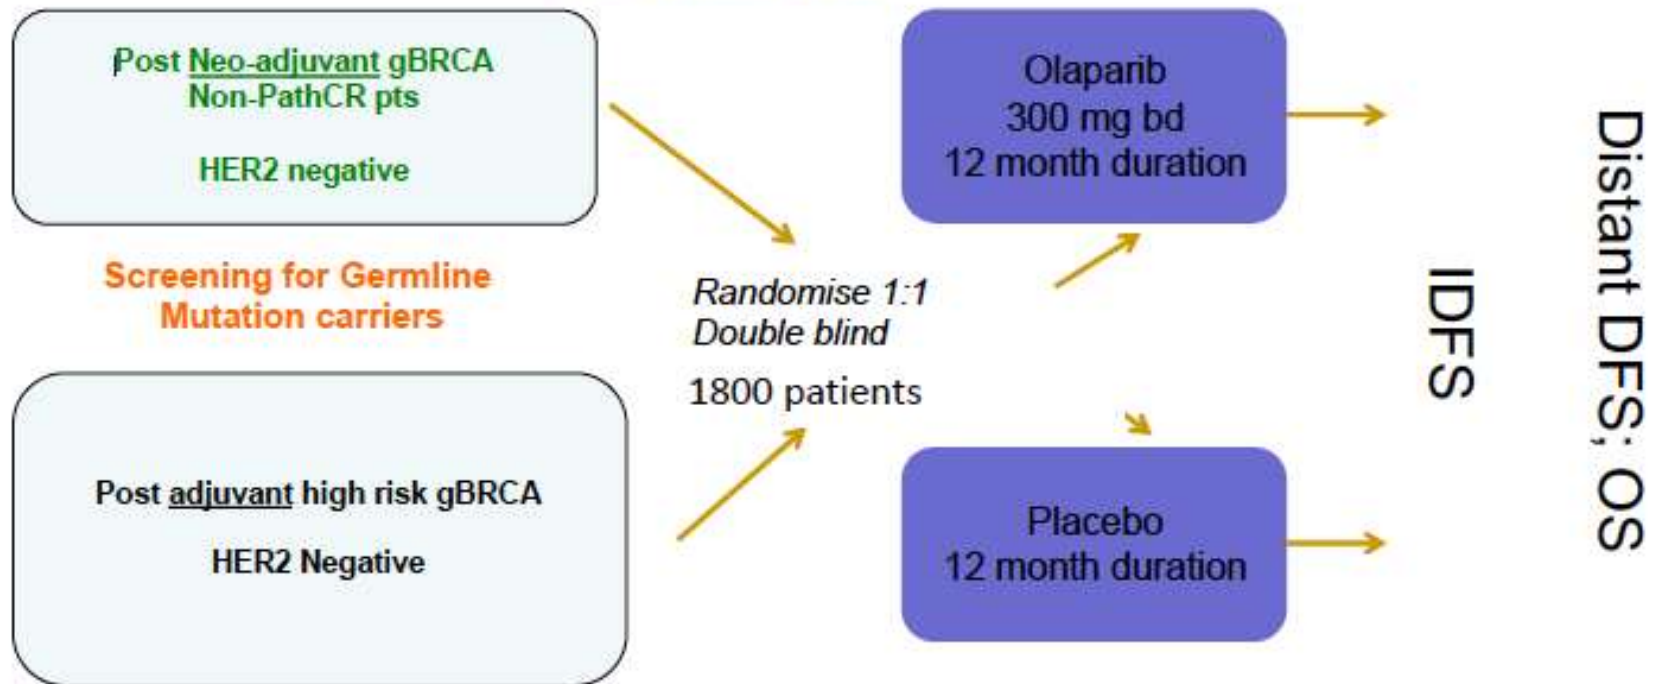 Post Neo-adjuvant gBRCA
Non-PathCR pts
HER2 negative
Screening for Germline
Mutation carriers
Post adjuvant high risk gBRCA
HER2 Negative
Randomise 1:1
Double blind
1800 patients
Olaparib
300 mg bd
12 month duration
Placebo
12 month duration
IDFS
Distant DFS; OS